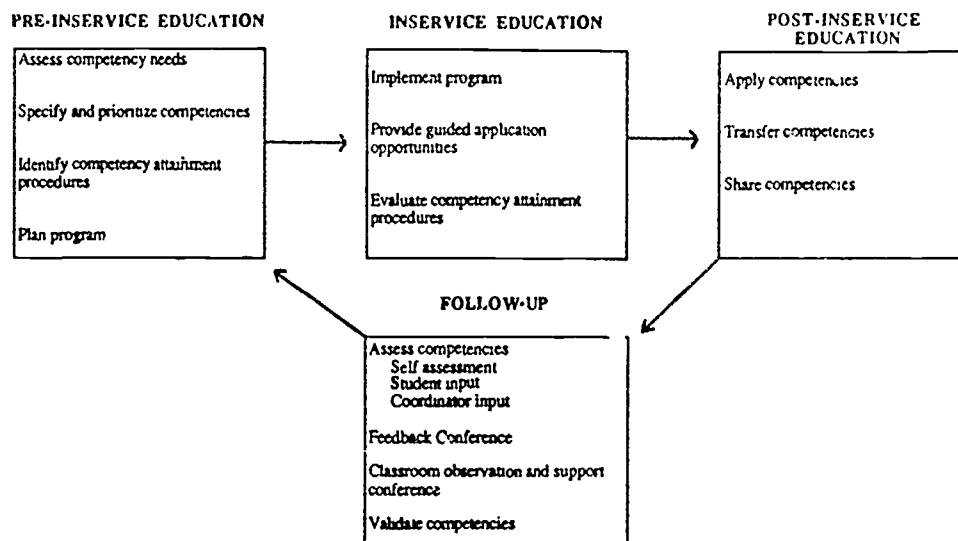 PRE-INSERVICE EDUCATION
Assess competency needs
Specify and prioritize competencies
Identify competency attainment
procedures
Plan program
INSERVICE EDUCATION
Implement program
Provide guided application
opportunities
Evaluate competency attainment
procedures
POST-INSERVICE
EDUCATION
Apply competencies
Transfer competencies
Share competencies
FOLLOW-UP
Assess competencies
Self assessment
Student input
Coordinator input
Feedback Conference
Classroom observation and support
conference
Validate competencies